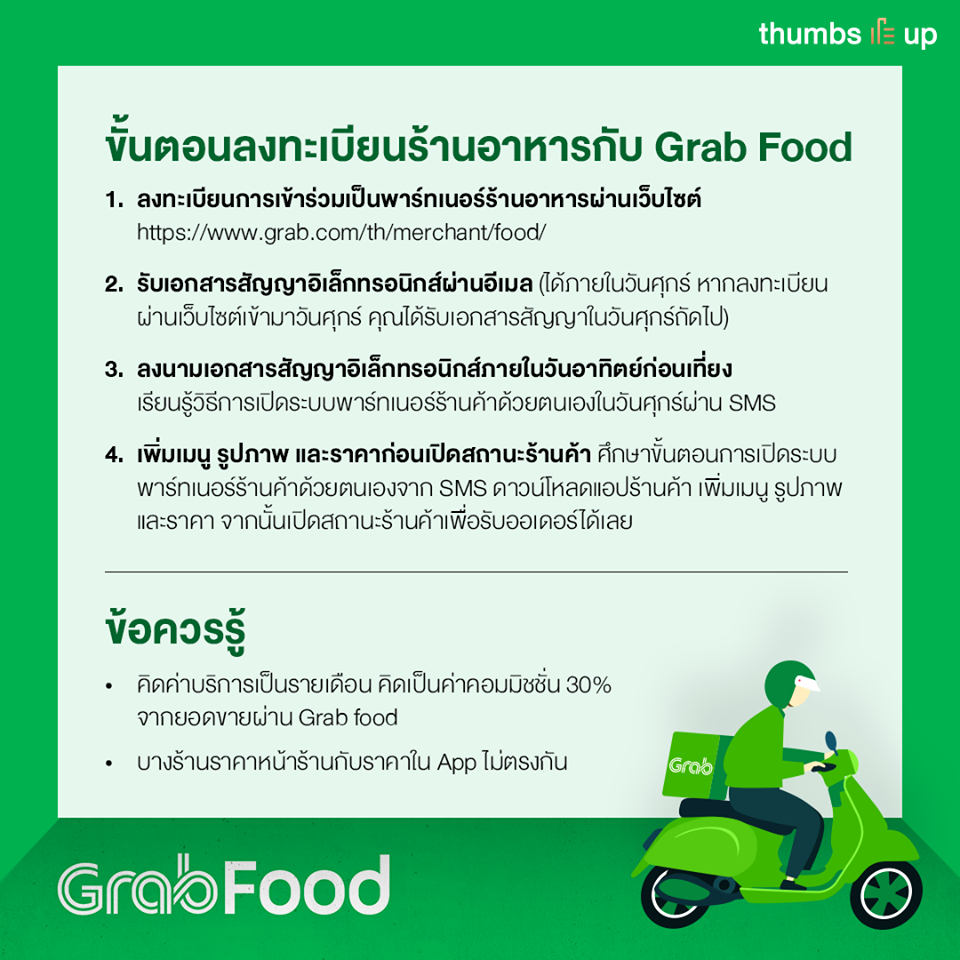 thumbs up
ขั้นตอนลงทะเบียนร้านอาหารกับ Grab Food
1. ลงทะเบียนการเข้าร่วมเป็นพาร์ทเนอร์ร้านอาหารผ่านเว็บไซต์
https://www.grab.com/th/merchant/food/
2. รับเอกสารสัญญาอิเล็กทรอนิกส์ผ่านอีเมล (ได้ภายในวันศุกร์ หากลงทะเบียน
ผ่านเว็บไซต์เข้ามาวันศุกร์ คุณได้รับเอกสารสัญญาในวันศุกร์ถัดไป)
3. ลงนามเอกสารสัญญาอิเล็กทรอนิกส์ภายในวันอาทิตย์ก่อนเที่ยง
เรียนรู้วิธีการเปิดระบบพาร์ทเนอร์ร้านค้าด้วยตนเองในวันศุกร์ผ่าน SMS
4. เพิ่มเมนู รูปภาพ และราคาก่อนเปิดสถานะร้านค้า ศึกษาขั้นตอนการเปิดระบบ
พาร์ทเนอร์ร้านค้าด้วยตนเองจาก SMS ดาวน์โหลดแอปร้านค้า เพิ่มเมนู รูปภาพ
และราคา จากนั้นเปิดสถานะร้านค้าเพื่อรับออเดอร์ได้เลย
ข้อควรรู้
• คิดค่าบริการเป็นรายเดือน คิดเป็นค่าคอมมิชชั่น 30%
จากยอดขายผ่าน Grab food
• บางร้านราคาหน้าร้านกับราคาใน App ไม่ตรงกัน
Grab
GrabFood